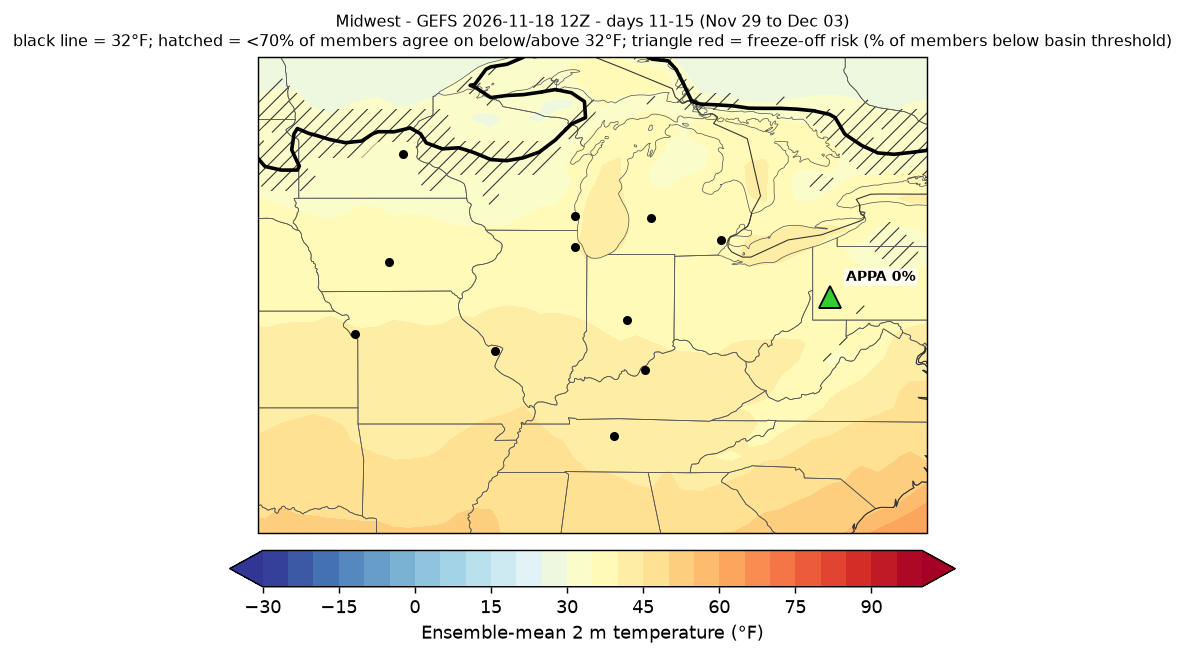 Midwest - GEFS 2026-11-18 12Z - days 11-15 (Nov 29 to Dec 03)
black line = 32°F; hatched = <70% of members agree on below/above 32°F; triangle red = freeze-off risk (% of members below basin threshold)
APPA 0%
−30 −15 0 15 30 45 60 75 90
Ensemble-mean 2 m temperature (°F)